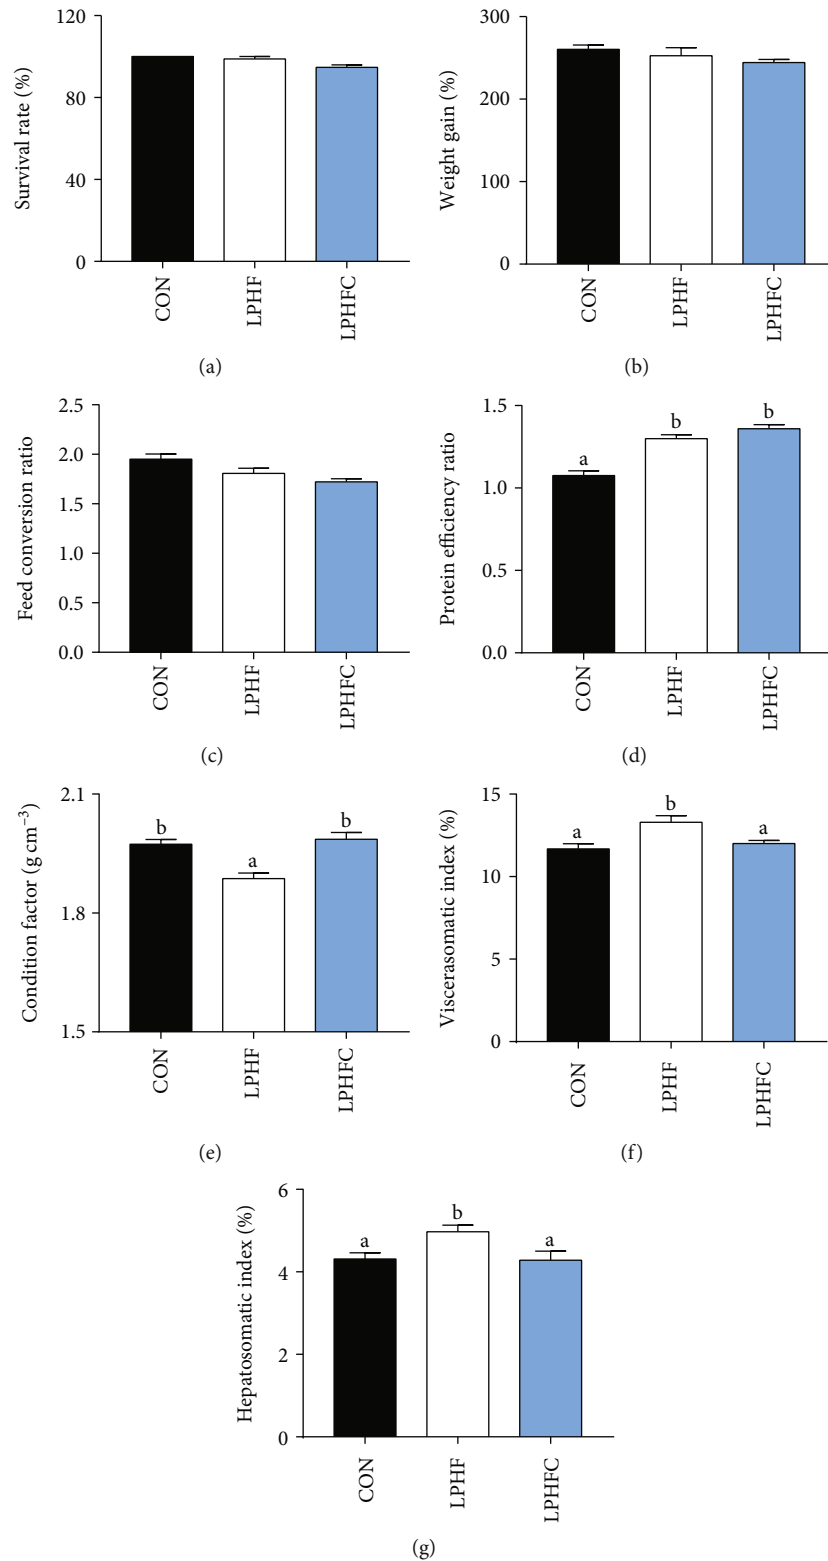 120
80
40
0
Survival rate (%)
CON
LPHF
LPHFC
(a)
300
200
100
0
Weight gain (%)
CON
LPHF
LPHFC
(b)
2.5
2.0
1.5
1.0
0.5
0.0
Feed conversion ratio
CON
LPHF
LPHFC
(c)
1.5
1.0
0.5
0.0
Protein efficiency ratio
a
b
b
CON
LPHF
LPHFC
(d)
2.1
1.8
1.5
Condition factor (g cm⁻³)
b
a
b
CON
LPHF
LPHFC
(e)
15
10
5
0
Viscerasomatic index (%)
a
b
a
CON
LPHF
LPHFC
(f)
6
4
2
0
Hepatosomatic index (%)
a
b
a
CON
LPHF
LPHFC
(g)